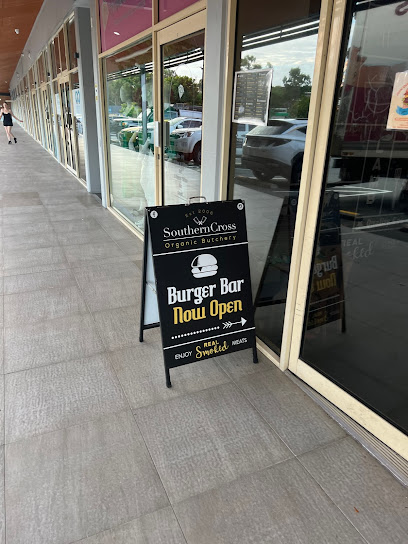 Est 2008
SouthernCross
Organic Butchery
Burger Bar
Now Open
ENJOY REAL Smoked MEATS